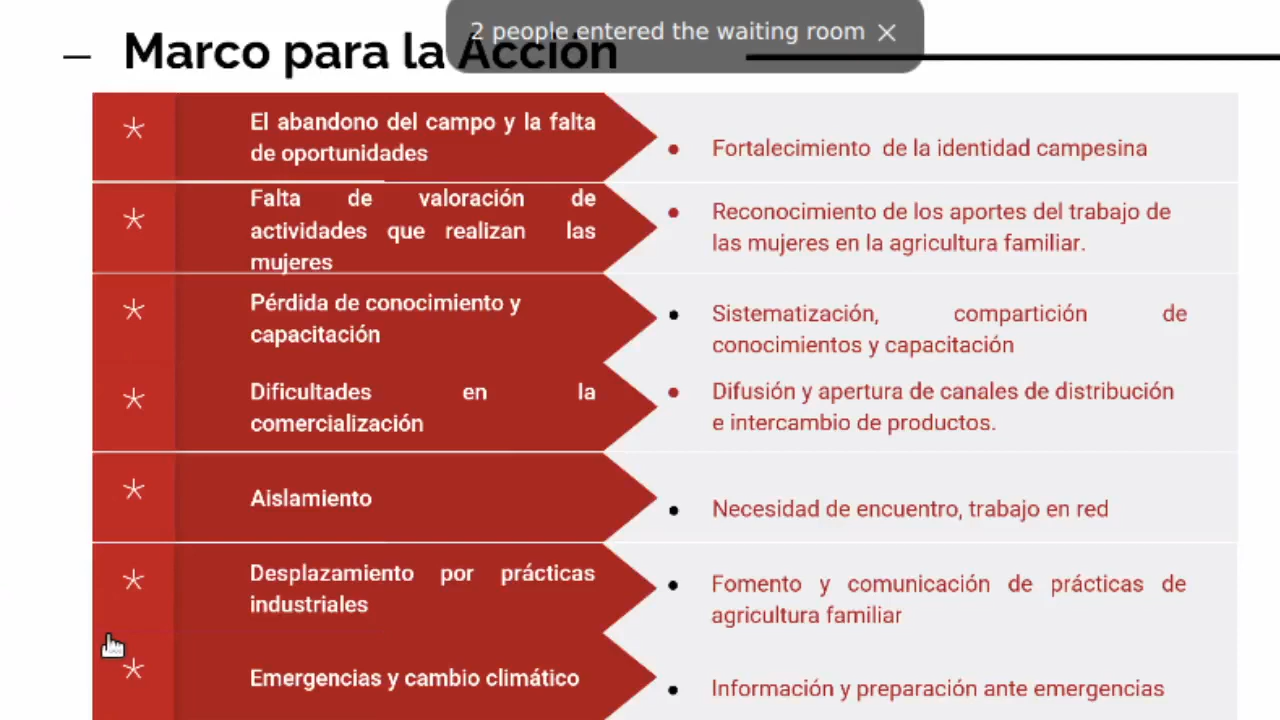 2 people entered the waiting room
Marco para la Acción
El abandono del campo y la falta
de oportunidades
Fortalecimiento de la identidad campesina
Falta de valoración de
actividades que realizan las
mujeres
Reconocimiento de los aportes del trabajo de
las mujeres en la agricultura familiar.
Pérdida de conocimiento y
capacitación
Sistematización, compartición de
conocimientos y capacitación
Dificultades en la
comercialización
Difusión y apertura de canales de distribución
e intercambio de productos.
Aislamiento
Necesidad de encuentro, trabajo en red
Desplazamiento por prácticas
industriales
Fomento y comunicación de prácticas de
agricultura familiar
Emergencias y cambio climático
Información y preparación ante emergencias